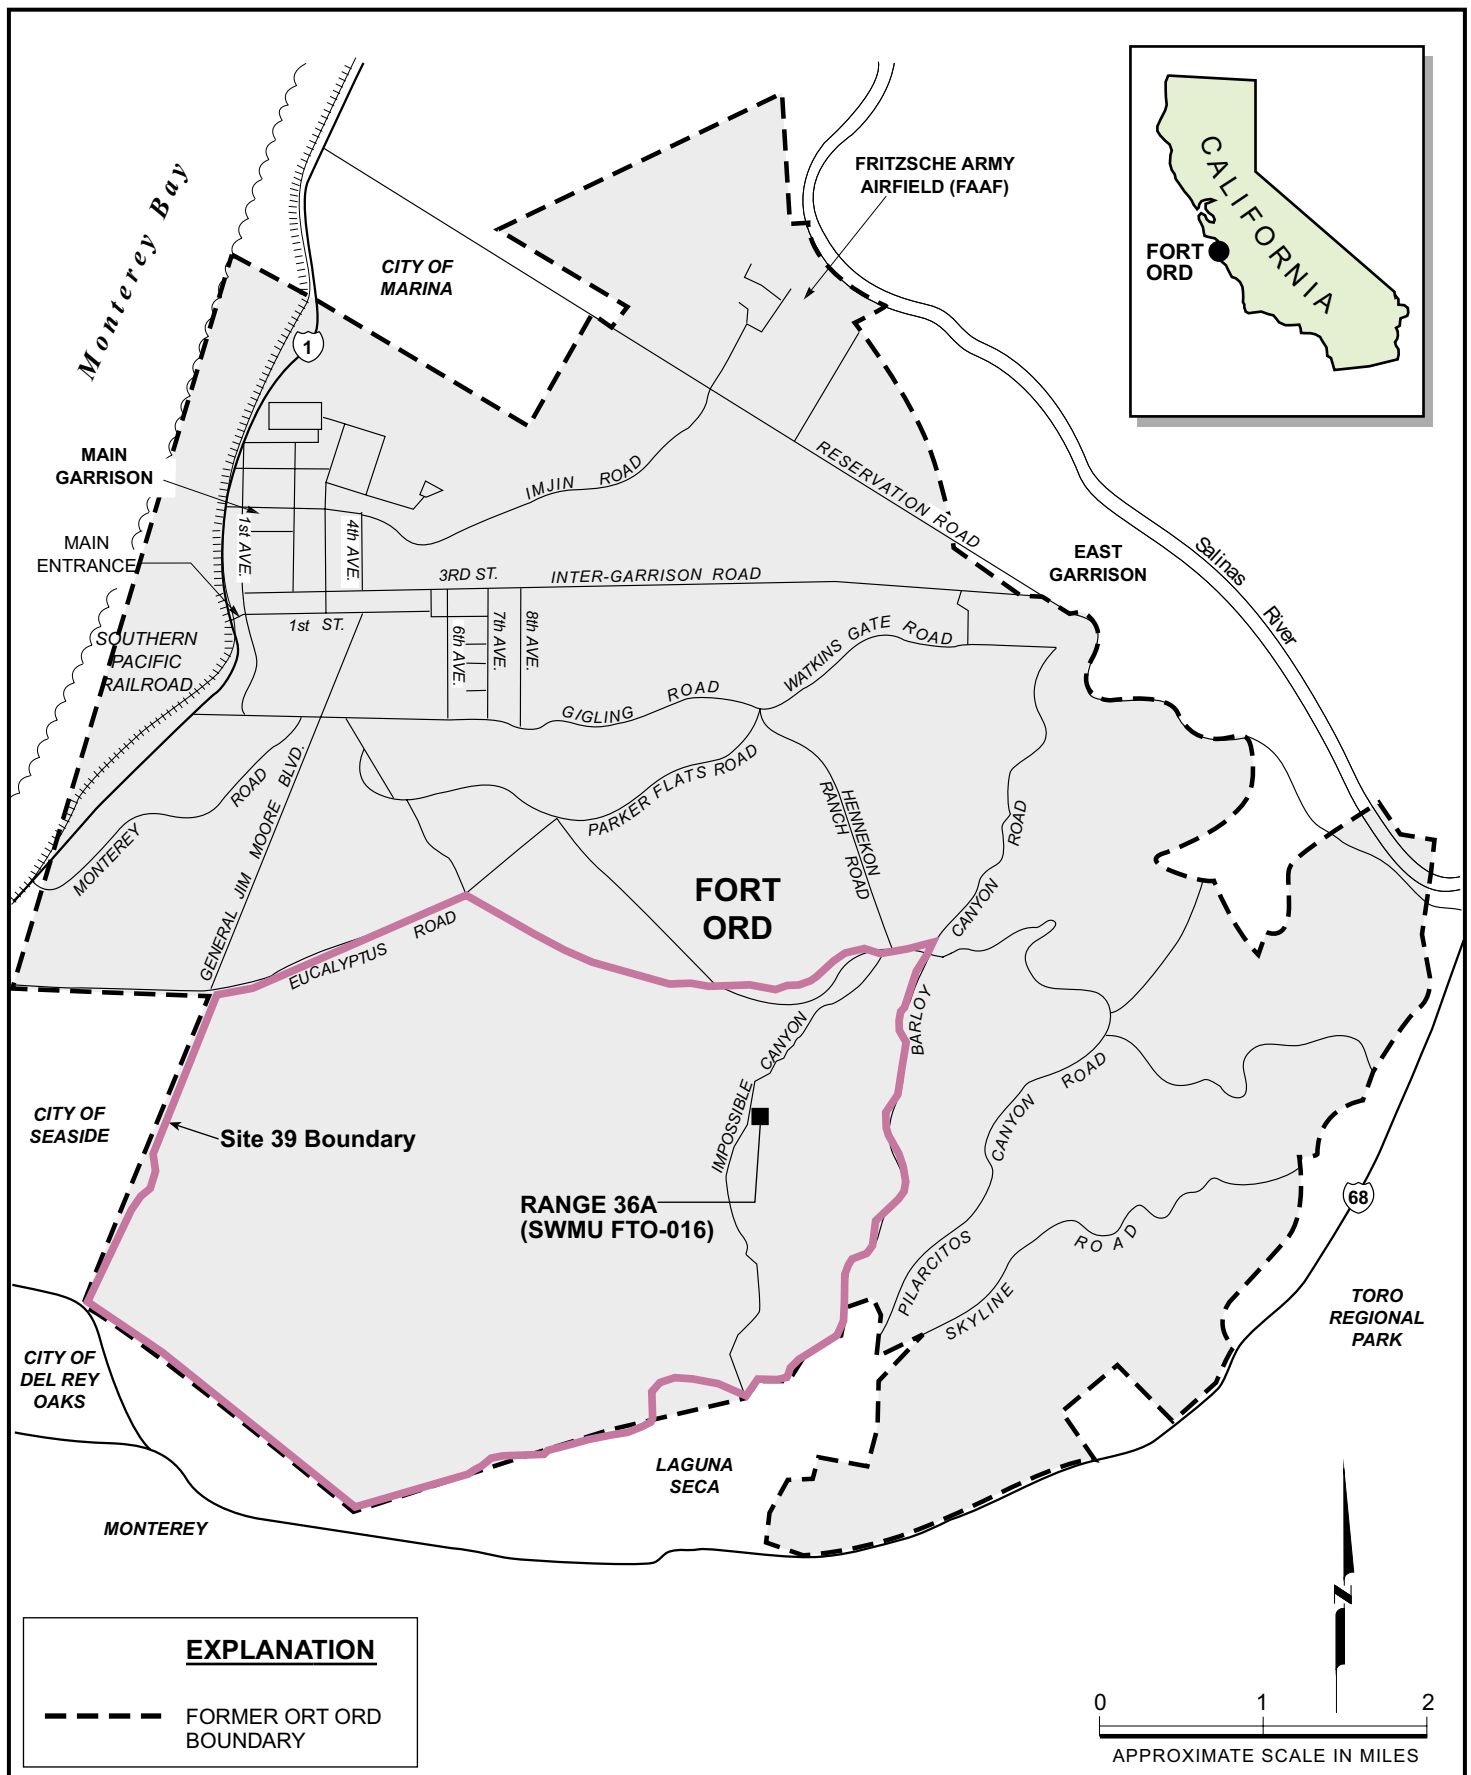 Monterey Bay
FRITZSCHE ARMY
AIRFIELD (FAAF)
CALIFORNIA
FORT
ORD
CITY OF
MARINA
1
MAIN
GARRISON
IMJIN ROAD
RESERVATION ROAD
1st AVE.
4th AVE.
MAIN
ENTRANCE
3RD ST.
INTER-GARRISON ROAD
EAST
GARRISON
Salinas River
1st ST.
6th AVE.
7th AVE.
8th AVE.
SOUTHERN
PACIFIC
RAILROAD
WATKINS GATE ROAD
GIGLING ROAD
PARKER FLATS ROAD
HENNEKON
RANCH ROAD
MONTEREY ROAD
GENERAL JIM MOORE BLVD.
FORT
ORD
EUCALYPTUS ROAD
BARLOY CANYON ROAD
IMPOSSIBLE CANYON
CITY OF
SEASIDE
Site 39 Boundary
RANGE 36A
(SWMU FTO-016)
PILARCITOS CANYON ROAD
SKYLINE ROAD
68
TORO
REGIONAL
PARK
CITY OF
DEL REY
OAKS
LAGUNA
SECA
MONTEREY
N
EXPLANATION
FORMER ORT ORD
BOUNDARY
0 1 2
APPROXIMATE SCALE IN MILES